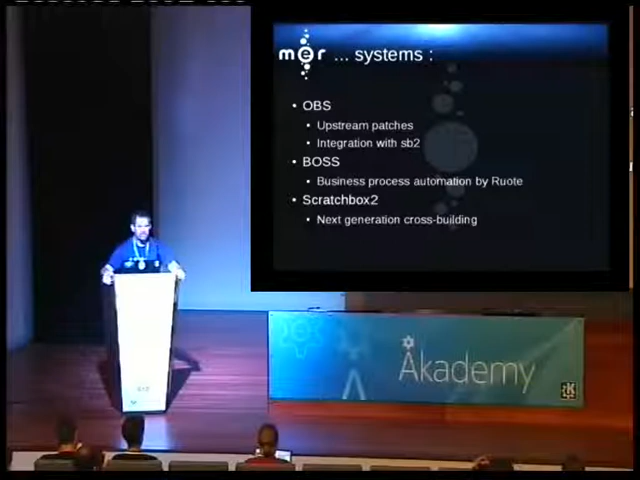 mer ... systems :
• OBS
• Upstream patches
• Integration with sb2
• BOSS
• Business process automation by Ruote
• Scratchbox2
• Next generation cross-building
Akademy